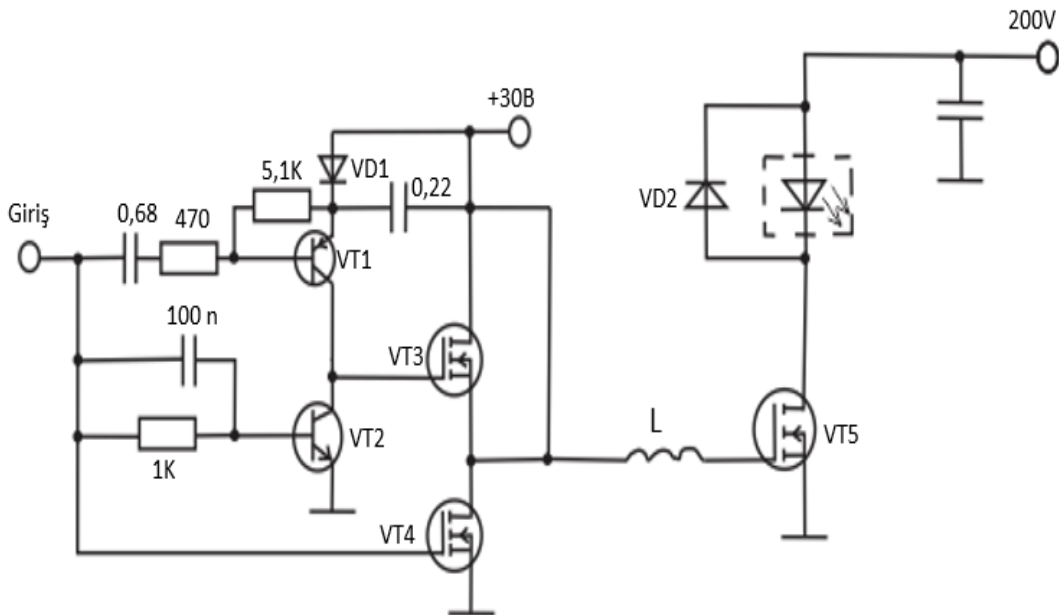 200V
+30В
5,1K
VD1
0,22
VD2
Giriş
0,68
470
VT1
100 n
VT3
L
VT5
VT2
1K
VT4